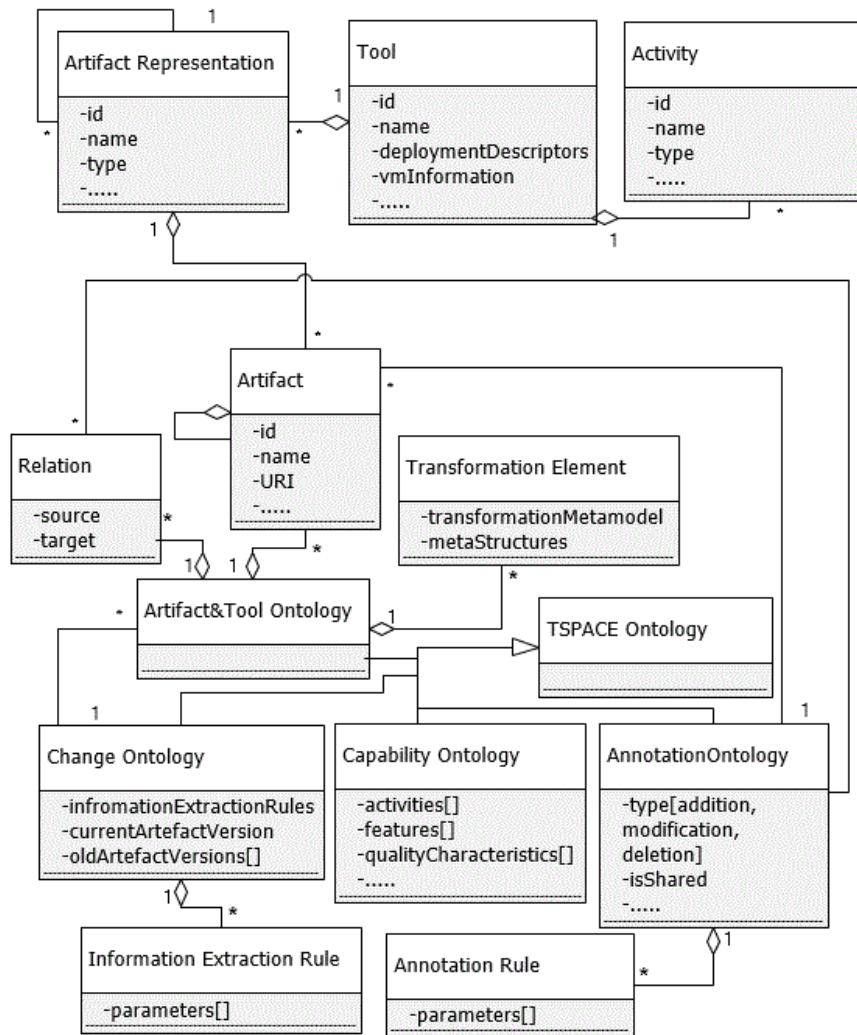 1
Artifact Representation
-id
-name
-type
-.....
*
*
1
1
Tool
-id
-name
-deploymentDescriptors
-vmInformation
-.....
1
Activity
-id
-name
-type
-.....
*
*
*
Artifact
-id
-name
-URI
-.....
*
*
Relation
-source
-target
*
1
1
Transformation Element
-transformationMetamodel
-metaStructures
*
Artifact&Tool Ontology
1
*
TSPACE Ontology
1
1
Change Ontology
-infromationExtractionRules
-currentArtefactVersion
-oldArtefactVersions[]
1
*
Capability Ontology
-activities[]
-features[]
-qualityCharacteristics[]
-.....
AnnotationOntology
-type[addition,
modification,
deletion]
-isShared
-.....
1
*
Information Extraction Rule
-parameters[]
Annotation Rule
-parameters[]